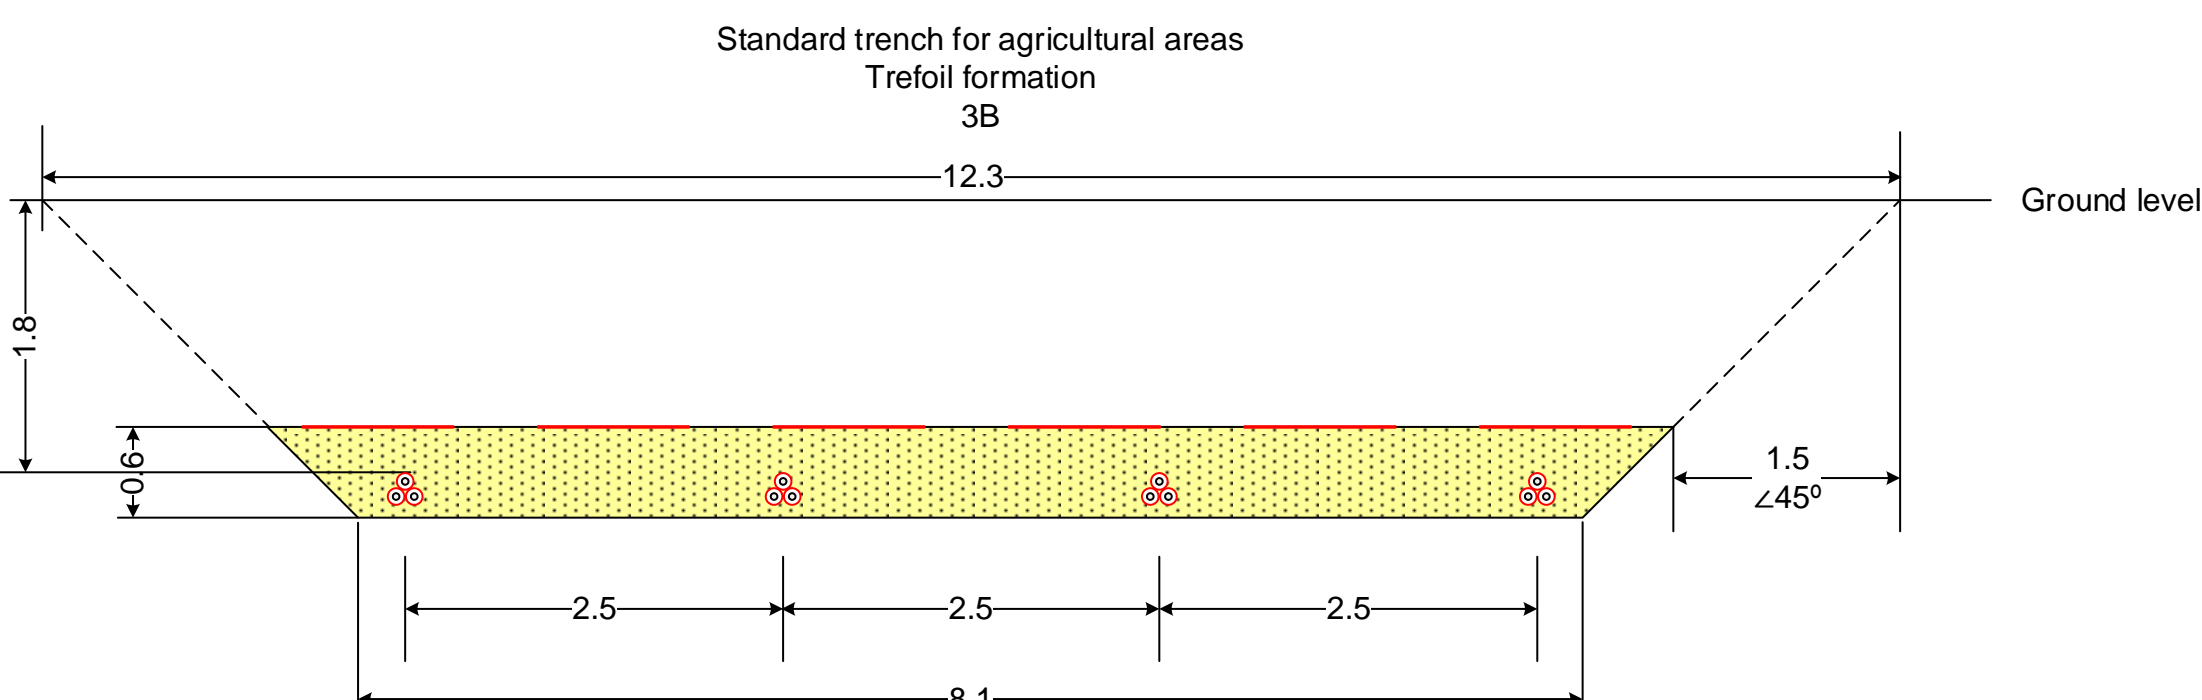 Standard trench for agricultural areas
Trefoil formation
3B
12.3
Ground level
1.8
0.6
1.5
∠45º
2.5
2.5
2.5
8.1